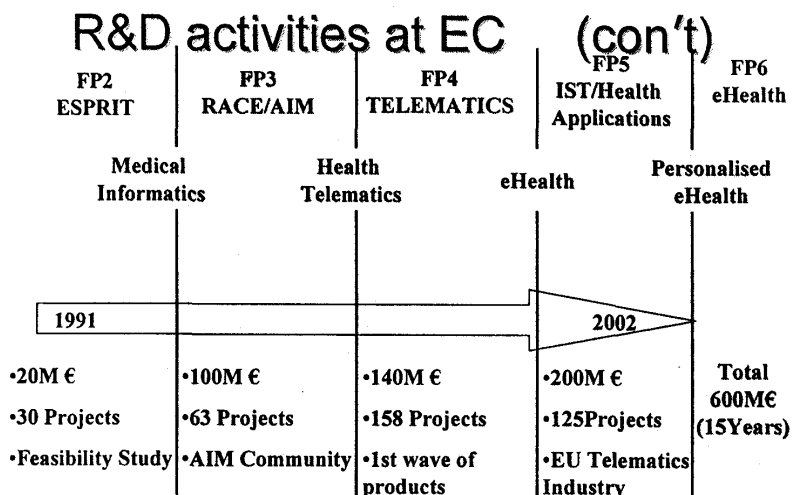 R&D activities at EC (con't)
FP2
ESPRIT
FP3
RACE/AIM
FP4
TELEMATICS
FP5
IST/Health
Applications
FP6
eHealth
Medical
Informatics
Health
Telematics
eHealth
Personalised
eHealth
1991
2002
•20M €
•30 Projects
•Feasibility Study
•100M €
•63 Projects
•AIM Community
•140M €
•158 Projects
•1st wave of
products
•200M €
•125Projects
•EU Telematics
Industry
Total
600M€
(15Years)